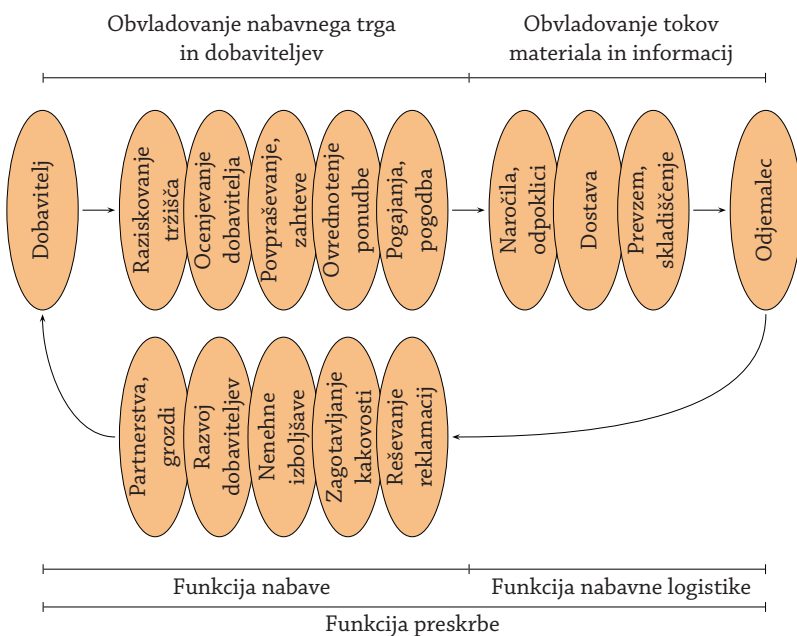 Obvladovanje nabavnega trga
in dobaviteljev
Obvladovanje tokov
materiala in informacij
Dobavitelj
Raziskovanje
tržišča
Ocenjevanje
dobavitelja
Povpraševanje,
zahteve
Ovrednotenje
ponudbe
Pogajanja,
pogodba
Naročila,
odpoklici
Dostava
Prevzem,
skladiščenje
Odjemalec
Partnerstva,
grozdi
Razvoj
dobaviteljev
Nenehne
izboljšave
Zagotavljanje
kakovosti
Reševanje
reklamacij
Funkcija nabave
Funkcija nabavne logistike
Funkcija preskrbe